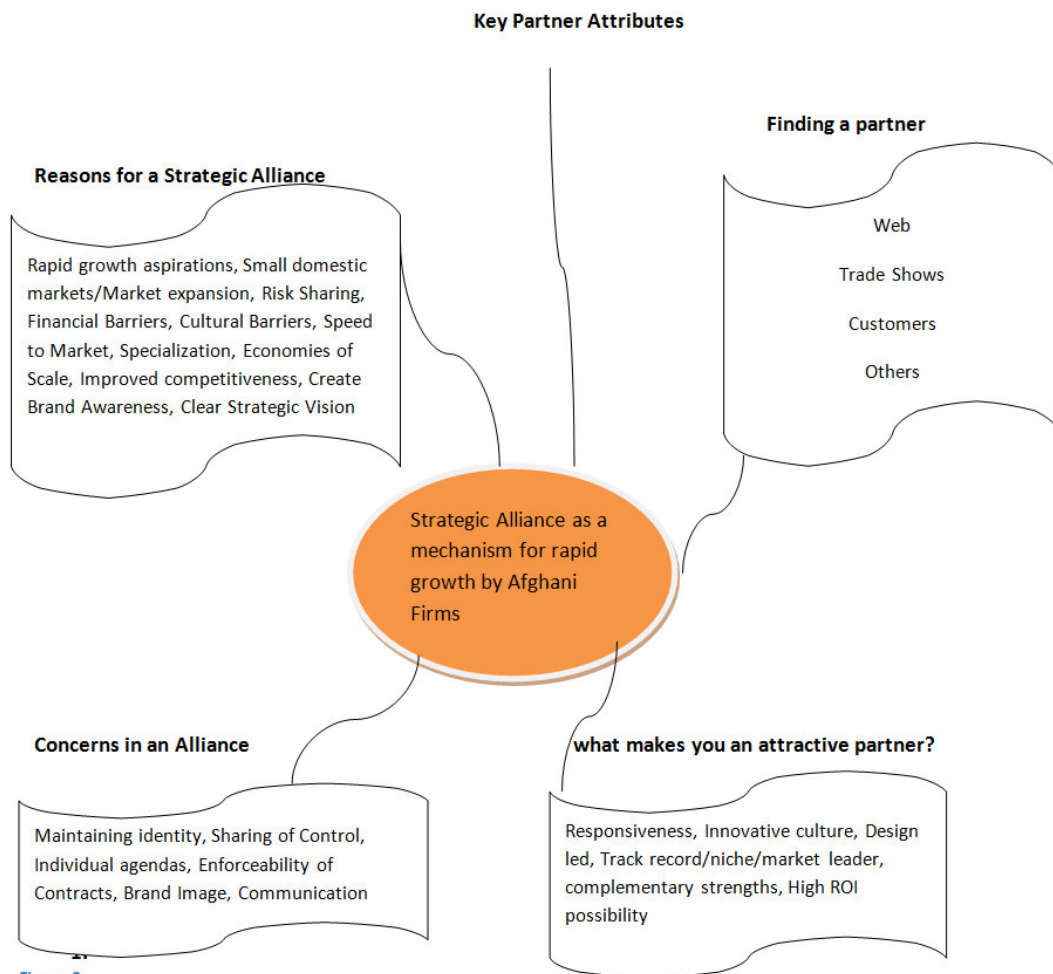 Key Partner Attributes
Finding a partner
Web
Trade Shows
Customers
Others
Reasons for a Strategic Alliance
Rapid growth aspirations, Small domestic
markets/Market expansion, Risk Sharing,
Financial Barriers, Cultural Barriers, Speed
to Market, Specialization, Economies of
Scale, Improved competitiveness, Create
Brand Awareness, Clear Strategic Vision
Strategic Alliance as a
mechanism for rapid
growth by Afghani
Firms
Concerns in an Alliance
Maintaining identity, Sharing of Control,
Individual agendas, Enforceability of
Contracts, Brand Image, Communication
what makes you an attractive partner?
Responsiveness, Innovative culture, Design
led, Track record/niche/market leader,
complementary strengths, High ROI
possibility